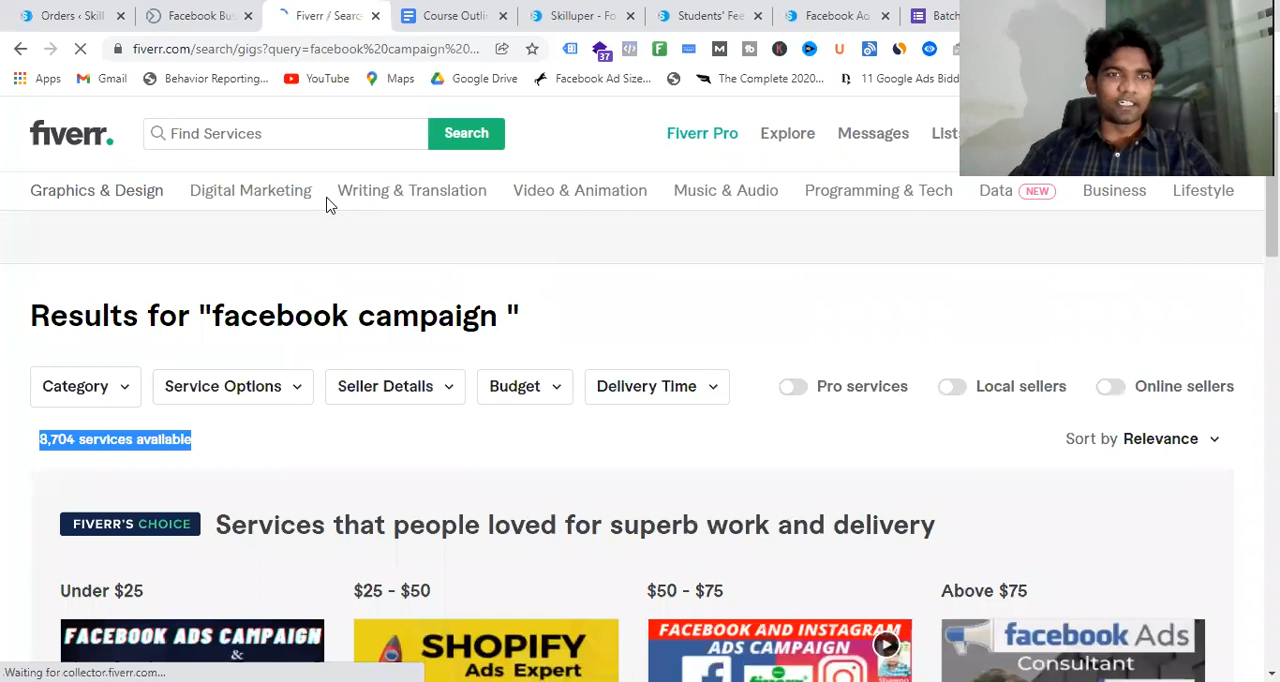 Orders ‹ Skill
Facebook Bus
Fiverr / Searc
Course Outli
Skilluper - Fo
Students' Fee
Facebook Ao
Batch
fiverr.com/search/gigs?query=facebook%20campaign%20...
37
Apps
Gmail
Behavior Reporting...
YouTube
Maps
Google Drive
Facebook Ad Size...
The Complete 2020...
11 Google Ads Bidd
fiverr.
Find Services
Search
Fiverr Pro
Explore
Messages
Lists
Graphics & Design
Digital Marketing
Writing & Translation
Video & Animation
Music & Audio
Programming & Tech
Data NEW
Business
Lifestyle
Results for "facebook campaign "
Category
Service Options
Seller Details
Budget
Delivery Time
Pro services
Local sellers
Online sellers
8,704 services available
Sort by Relevance
FIVERR'S CHOICE
Services that people loved for superb work and delivery
Under $25
$25 - $50
$50 - $75
Above $75
FACEBOOK ADS CAMPAIGN
&
SHOPIFY
Ads Expert
FACEBOOK AND INSTAGRAM
ADS CAMPAIGN
fiverr.
facebook Ads
Consultant
Waiting for collector.fiverr.com...